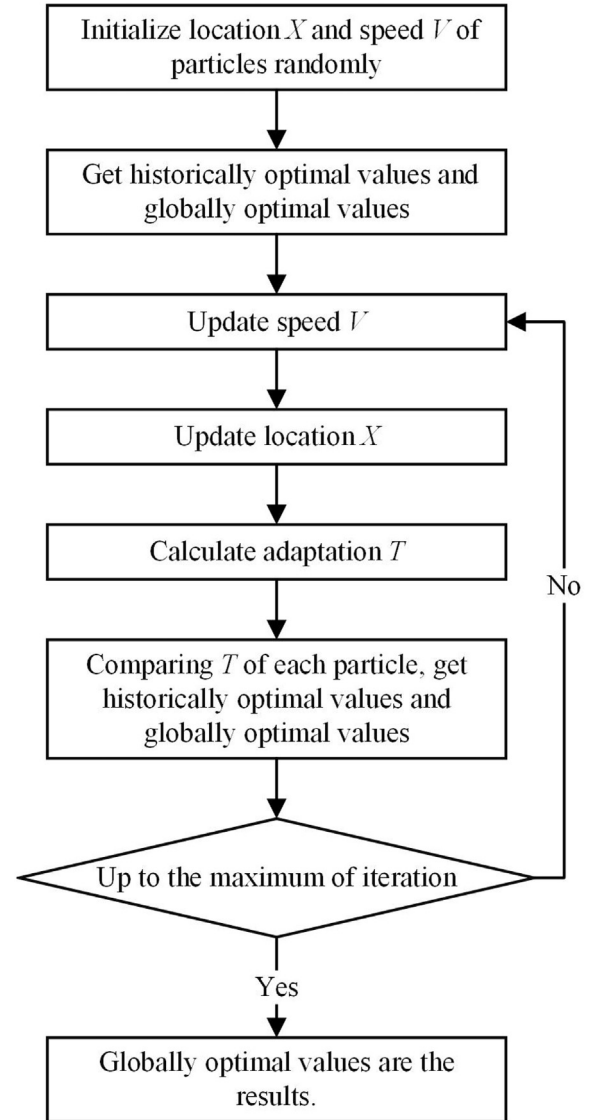 Initialize location X and speed V of
particles randomly
Get historically optimal values and
globally optimal values
Update speed V
Update location X
Calculate adaptation T
Comparing T of each particle, get
historically optimal values and
globally optimal values
No
Up to the maximum of iteration
Yes
Globally optimal values are the
results.